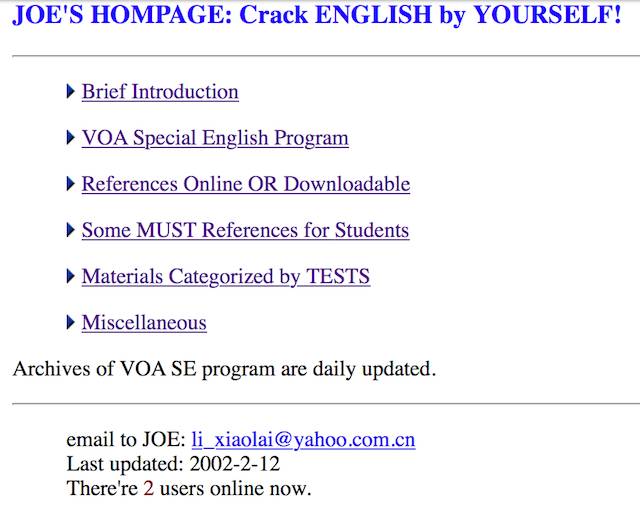 JOE'S HOMPAGE: Crack ENGLISH by YOURSELF!
Brief Introduction
VOA Special English Program
References Online OR Downloadable
Some MUST References for Students
Materials Categorized by TESTS
Miscellaneous
Archives of VOA SE program are daily updated.
email to JOE: li_xiaolai@yahoo.com.cn
Last updated: 2002-2-12
There're 2 users online now.